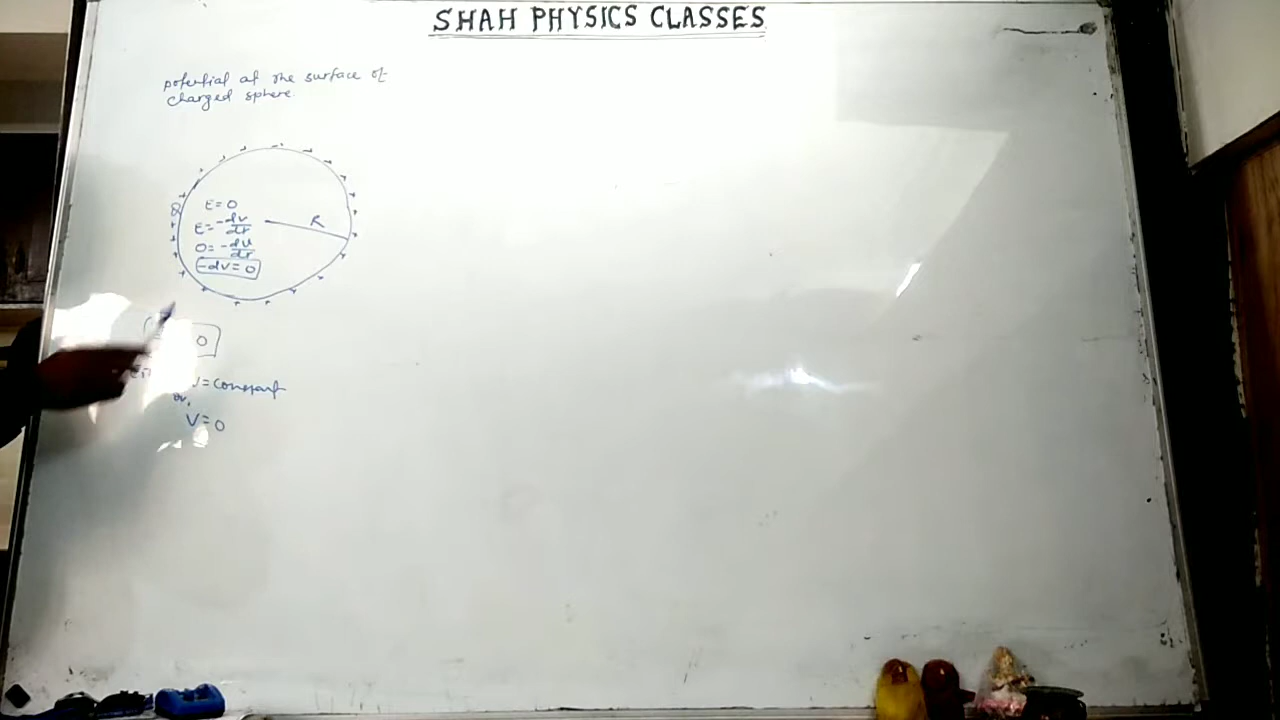 SHAH PHYSICS CLASSES
potential at the surface of
charged sphere.
E=0
E=-dv/dr
R
0=-dv/dr
-dv=0
0
V=constant
or,
V=0